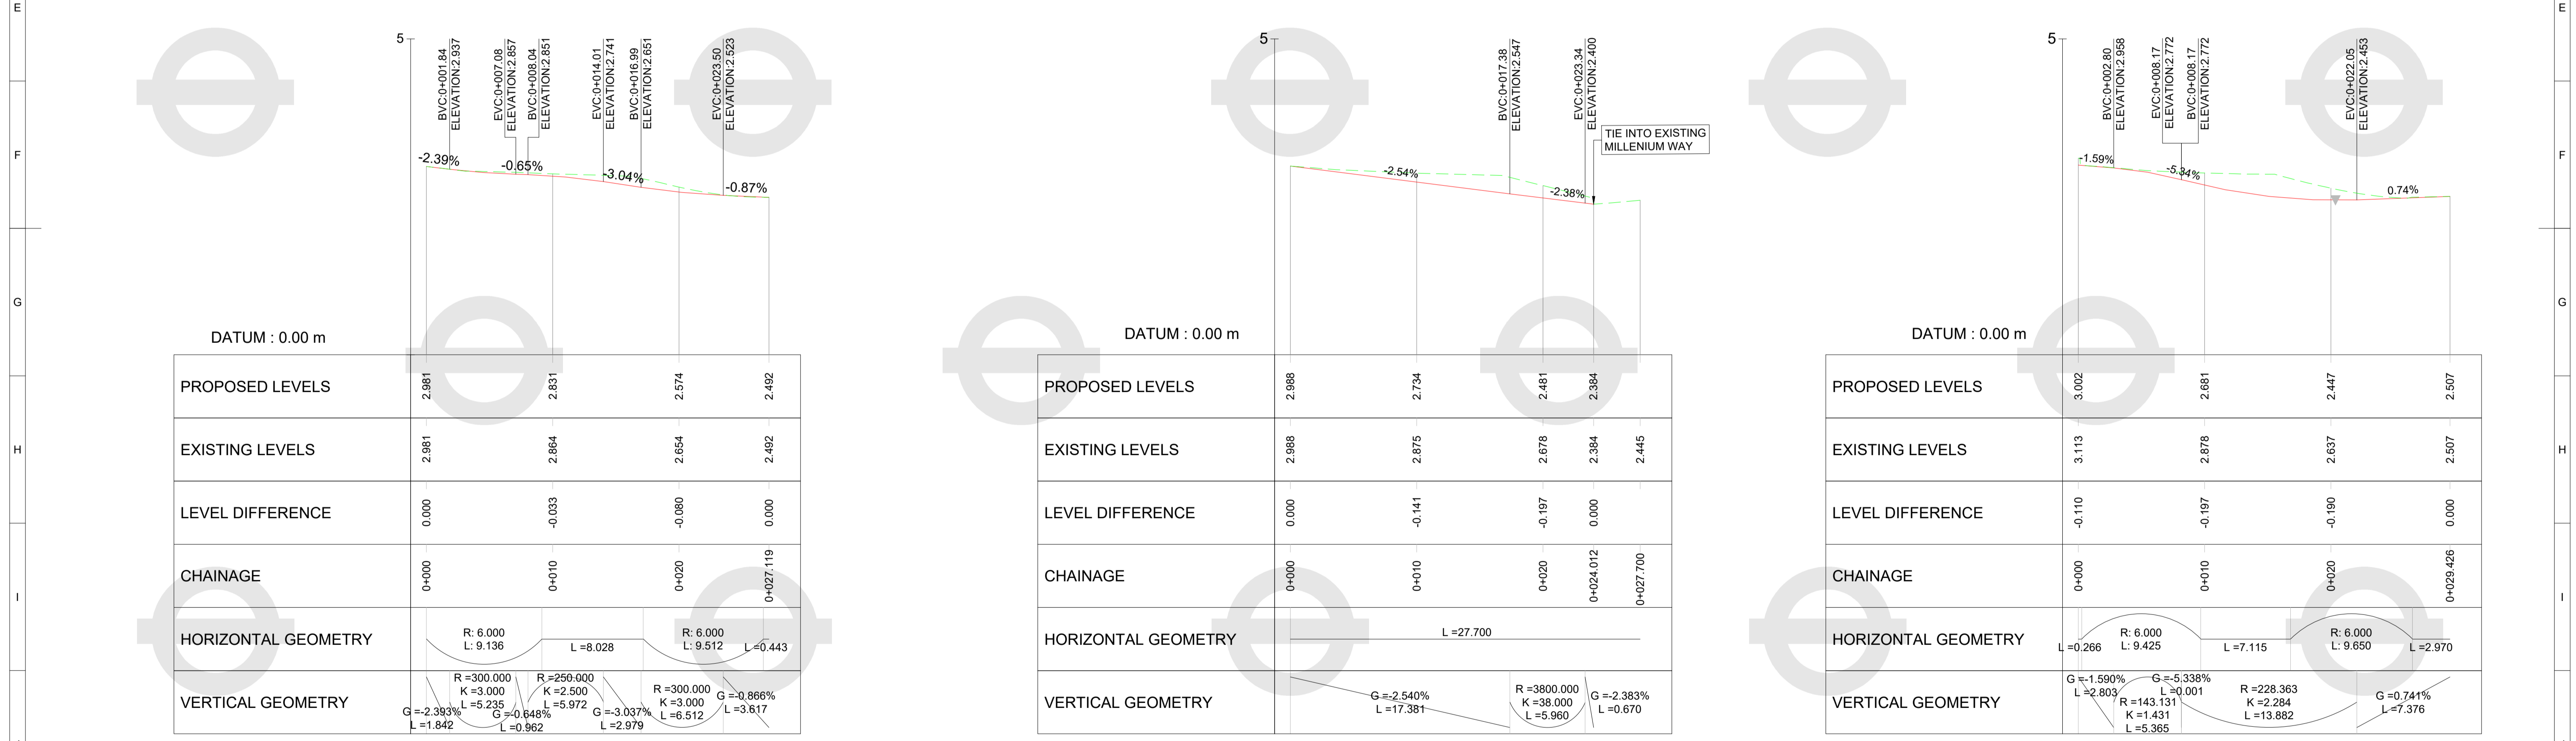 E
F
G
H
I
5
BVC:0+001.84
ELEVATION:2.937
EVC:0+007.08
ELEVATION:2.857
BVC:0+008.04
ELEVATION:2.851
EVC:0+014.01
ELEVATION:2.741
BVC:0+016.99
ELEVATION:2.651
EVC:0+023.50
ELEVATION:2.523
-2.39%
-0.65%
-3.04%
-0.87%
DATUM : 0.00 m
PROPOSED LEVELS 2.981 2.831 2.574 2.492
EXISTING LEVELS 2.981 2.864 2.654 2.492
LEVEL DIFFERENCE 0.000 -0.033 -0.080 0.000
CHAINAGE 0+000 0+010 0+020 0+027.119
HORIZONTAL GEOMETRY
R: 6.000
L: 9.136
L =8.028
R: 6.000
L: 9.512
L =0.443
VERTICAL GEOMETRY
G =-2.393%
L =1.842
R =300.000
K =3.000
L =5.235
G =-0.648%
L =0.962
R =250.000
K =2.500
L =5.972
G =-3.037%
L =2.979
R =300.000
K =3.000
L =6.512
G =-0.866%
L =3.617
5
BVC:0+017.38
ELEVATION:2.547
EVC:0+023.34
ELEVATION:2.400
TIE INTO EXISTING
MILLENIUM WAY
-2.54%
-2.38%
DATUM : 0.00 m
PROPOSED LEVELS 2.988 2.734 2.481 2.384
EXISTING LEVELS 2.988 2.875 2.678 2.384 2.445
LEVEL DIFFERENCE 0.000 -0.141 -0.197 0.000
CHAINAGE 0+000 0+010 0+020 0+024.012 0+027.700
HORIZONTAL GEOMETRY
L =27.700
VERTICAL GEOMETRY
G =-2.540%
L =17.381
R =3800.000
K =38.000
L =5.960
G =-2.383%
L =0.670
5
BVC:0+002.80
ELEVATION:2.958
EVC:0+008.17
ELEVATION:2.772
BVC:0+008.17
ELEVATION:2.772
EVC:0+022.05
ELEVATION:2.453
-1.59%
-5.34%
0.74%
DATUM : 0.00 m
PROPOSED LEVELS 3.002 2.681 2.447 2.507
EXISTING LEVELS 3.113 2.878 2.637 2.507
LEVEL DIFFERENCE -0.110 -0.197 -0.190 0.000
CHAINAGE 0+000 0+010 0+020 0+029.426
HORIZONTAL GEOMETRY
L =0.266
R: 6.000
L: 9.425
L =7.115
R: 6.000
L: 9.650
L =2.970
VERTICAL GEOMETRY
G =-1.590%
L =2.803
R =143.131
K =1.431
L =5.365
G =-5.338%
L =0.001
R =228.363
K =2.284
L =13.882
G =0.741%
L =7.376
E
F
G
H
I